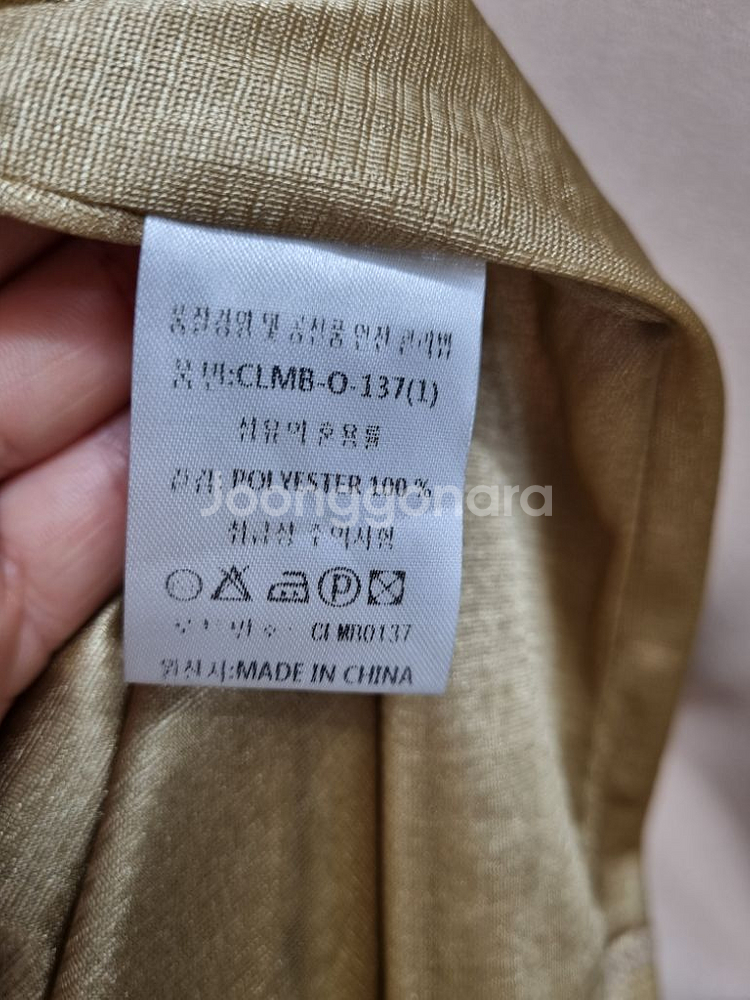 품질경영 및 공산품 안전 관리법
품 번:CLMB-O-137(1)
섬유의 혼용률
겉감: POLYESTER 100 %
Joonggonara
취급상 주의사항
CLMB0137
원산지:MADE IN CHINA